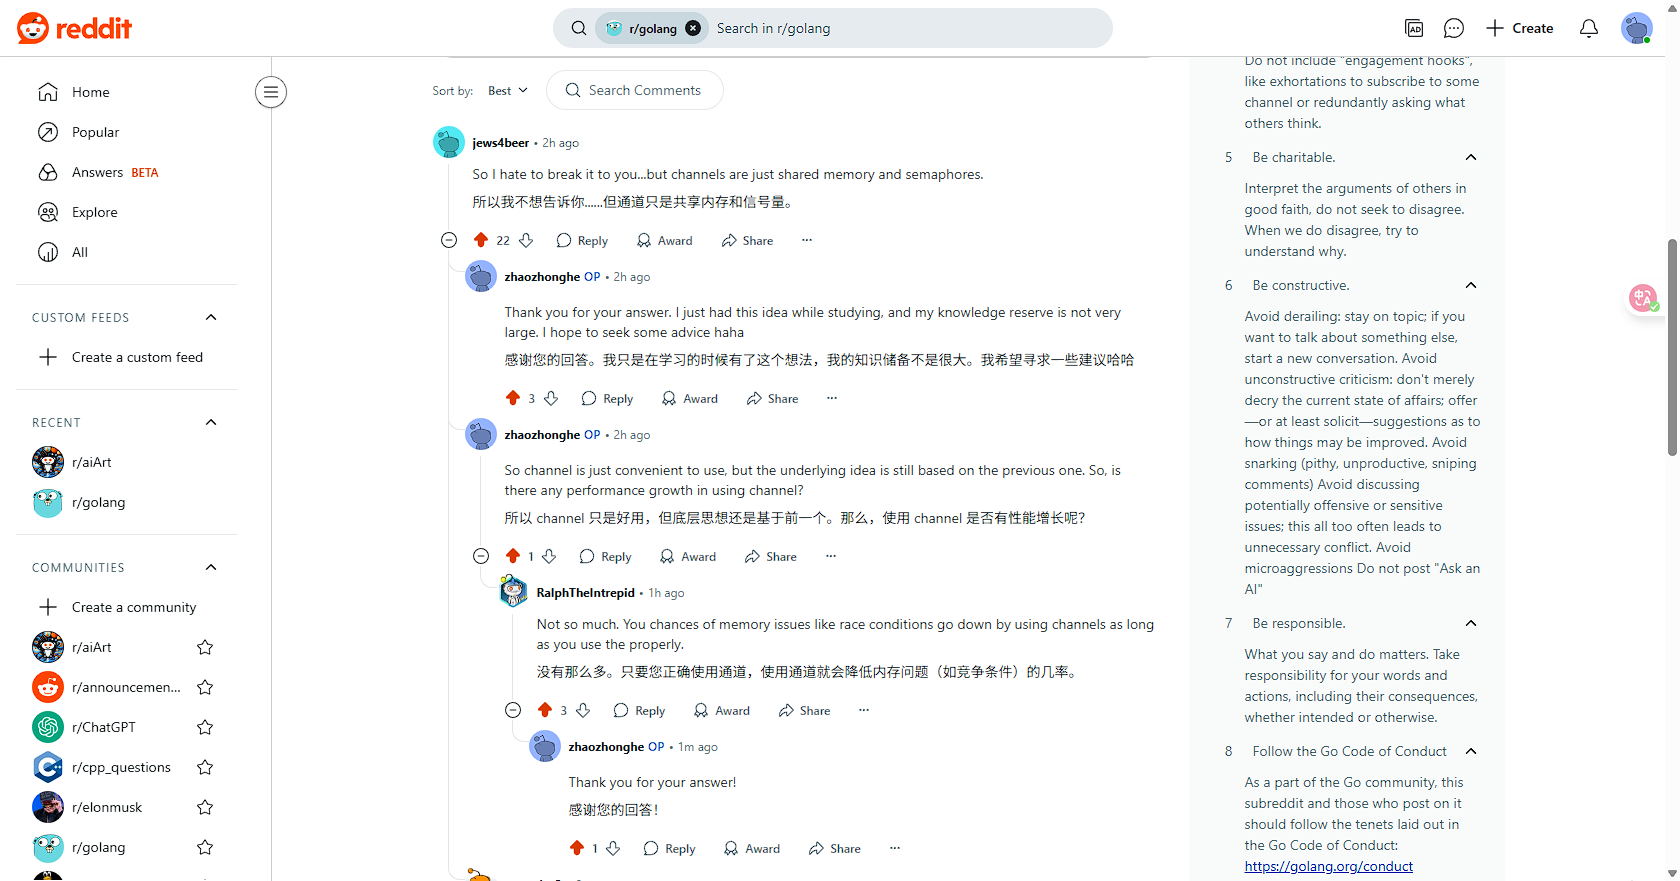 reddit
r/golang
Search in r/golang
Create
Home
Popular
Answers BETA
Explore
All
CUSTOM FEEDS
Create a custom feed
RECENT
r/aiArt
r/golang
COMMUNITIES
Create a community
r/aiArt
r/announcemen...
r/ChatGPT
r/cpp_questions
r/elonmusk
r/golang
Sort by:
Best
Search Comments
jews4beer • 2h ago
So I hate to break it to you...but channels are just shared memory and semaphores.
所以我不想告诉你......但通道只是共享内存和信号量。
22 Reply Award Share ...
zhaozhonghe OP • 2h ago
Thank you for your answer. I just had this idea while studying, and my knowledge reserve is not very
large. I hope to seek some advice haha
感谢您的回答。我只是在学习的时候有了这个想法，我的知识储备不是很大。我希望寻求一些建议哈哈
3 Reply Award Share ...
zhaozhonghe OP • 2h ago
So channel is just convenient to use, but the underlying idea is still based on the previous one. So, is
there any performance growth in using channel?
所以 channel 只是好用，但底层思想还是基于前一个。那么，使用 channel 是否有性能增长呢？
1 Reply Award Share ...
RalphTheIntrepid • 1h ago
Not so much. You chances of memory issues like race conditions go down by using channels as long
as you use the properly.
没有那么多。只要您正确使用通道，使用通道就会降低内存问题（如竞争条件）的几率。
3 Reply Award Share ...
zhaozhonghe OP • 1m ago
Thank you for your answer!
感谢您的回答！
1 Reply Award Share ...
Do not include "engagement hooks",
like exhortations to subscribe to some
channel or redundantly asking what
others think.
5 Be charitable.
Interpret the arguments of others in
good faith, do not seek to disagree.
When we do disagree, try to
understand why.
6 Be constructive.
Avoid derailing: stay on topic; if you
want to talk about something else,
start a new conversation. Avoid
unconstructive criticism: don't merely
decry the current state of affairs; offer
—or at least solicit—suggestions as to
how things may be improved. Avoid
snarking (pithy, unproductive, sniping
comments) Avoid discussing
potentially offensive or sensitive
issues; this all too often leads to
unnecessary conflict. Avoid
microaggressions Do not post "Ask an
AI"
7 Be responsible.
What you say and do matters. Take
responsibility for your words and
actions, including their consequences,
whether intended or otherwise.
8 Follow the Go Code of Conduct
As a part of the Go community, this
subreddit and those who post on it
should follow the tenets laid out in
the Go Code of Conduct:
https://golang.org/conduct